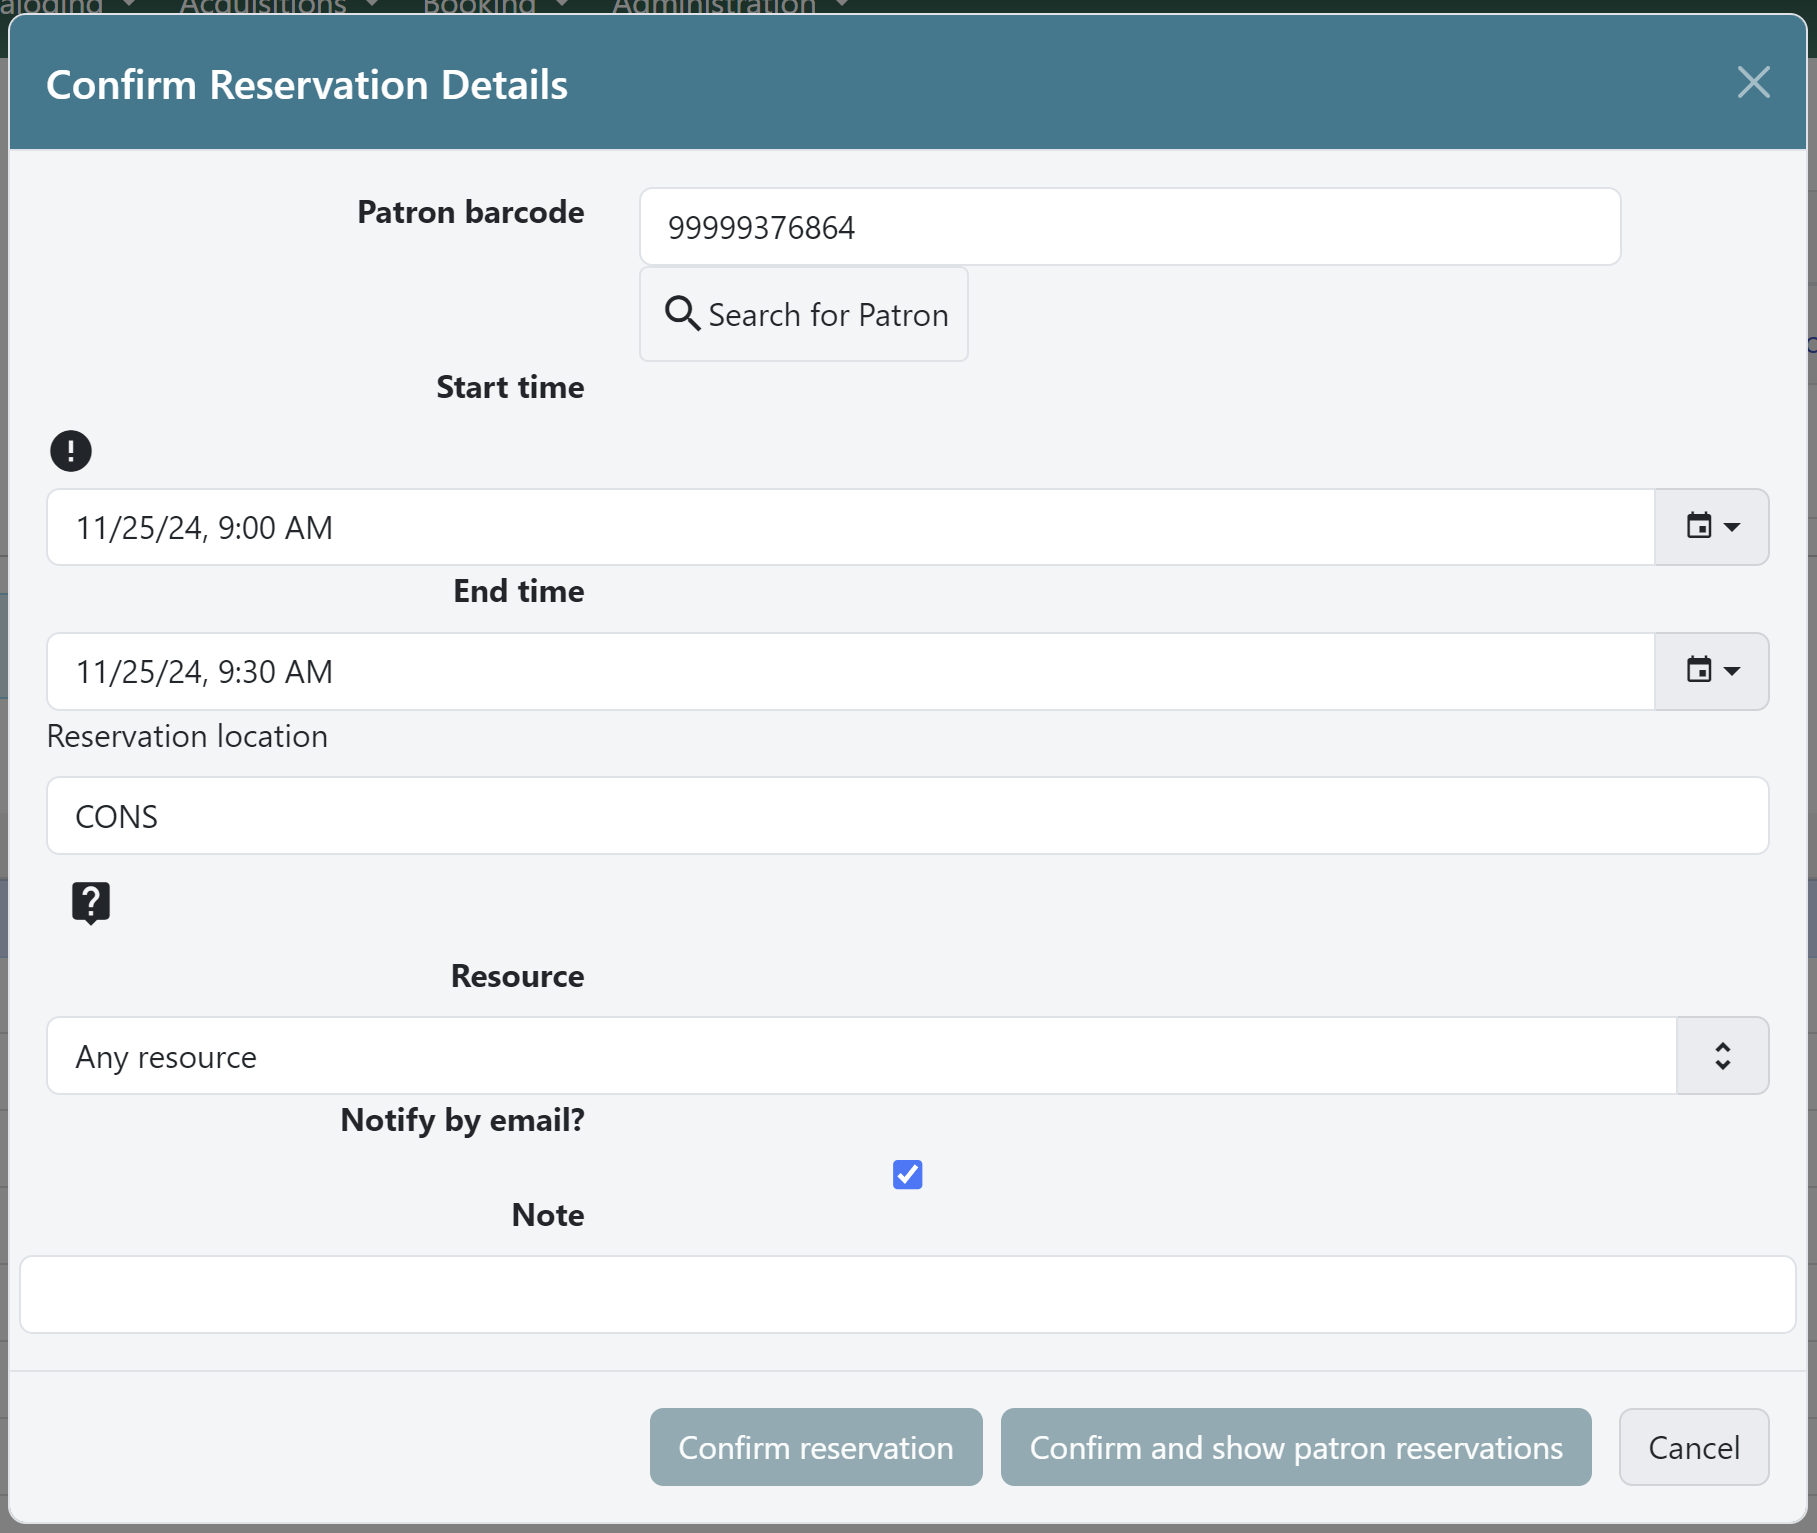 Acquisitions Booking Administration
Confirm Reservation Details
Patron barcode
99999376864
Search for Patron
Start time
11/25/24, 9:00 AM
End time
11/25/24, 9:30 AM
Reservation location
CONS
Resource
Any resource
Notify by email?
Note
Confirm reservation
Confirm and show patron reservations
Cancel